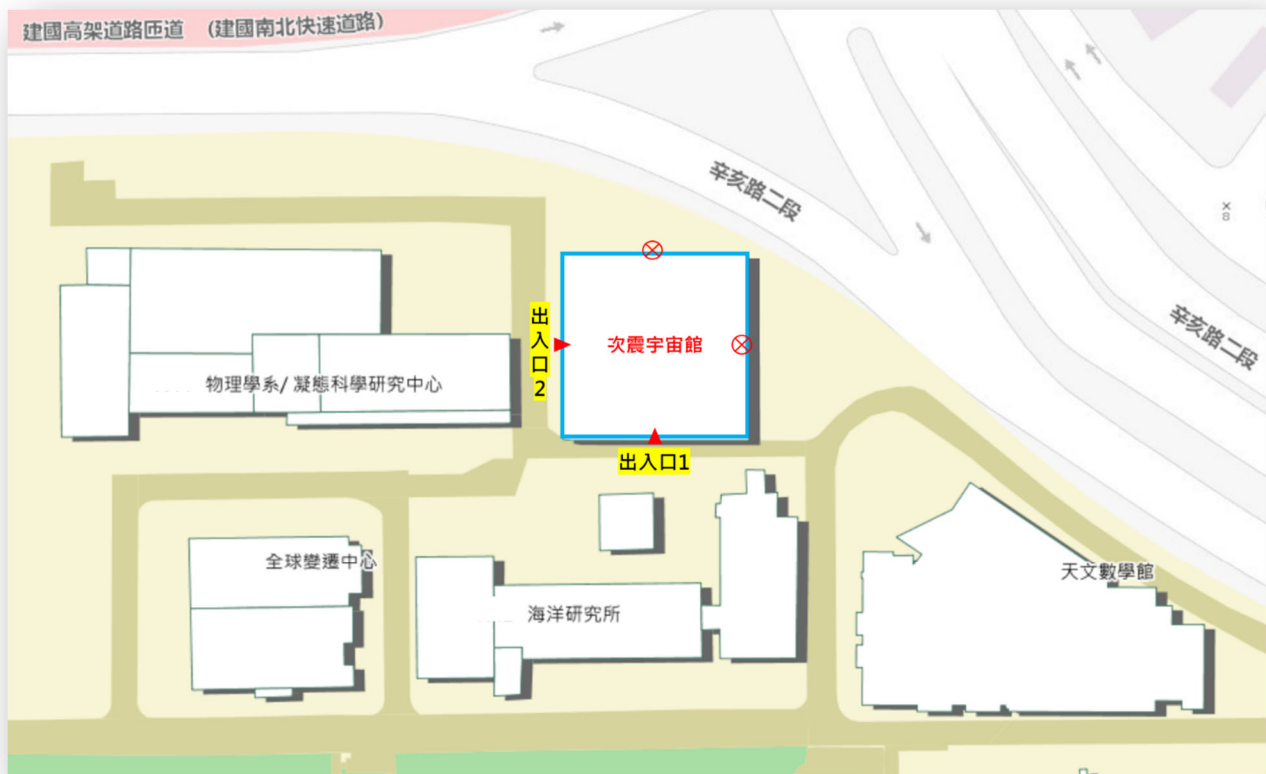 建國高架道路匝道 (建國南北快速道路)
辛亥路二段
辛亥路二段
出入口2
次震宇宙館
物理學系/ 凝態科學研究中心
出入口1
全球變遷中心
天文數學館
海洋研究所